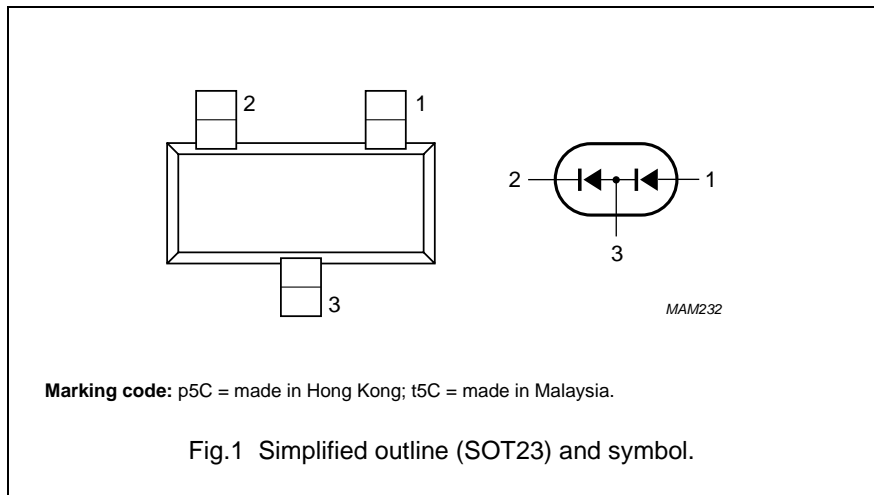 2
1
2
1
3
3
MAM232
Marking code: p5C = made in Hong Kong; t5C = made in Malaysia.
Fig.1 Simplified outline (SOT23) and symbol.